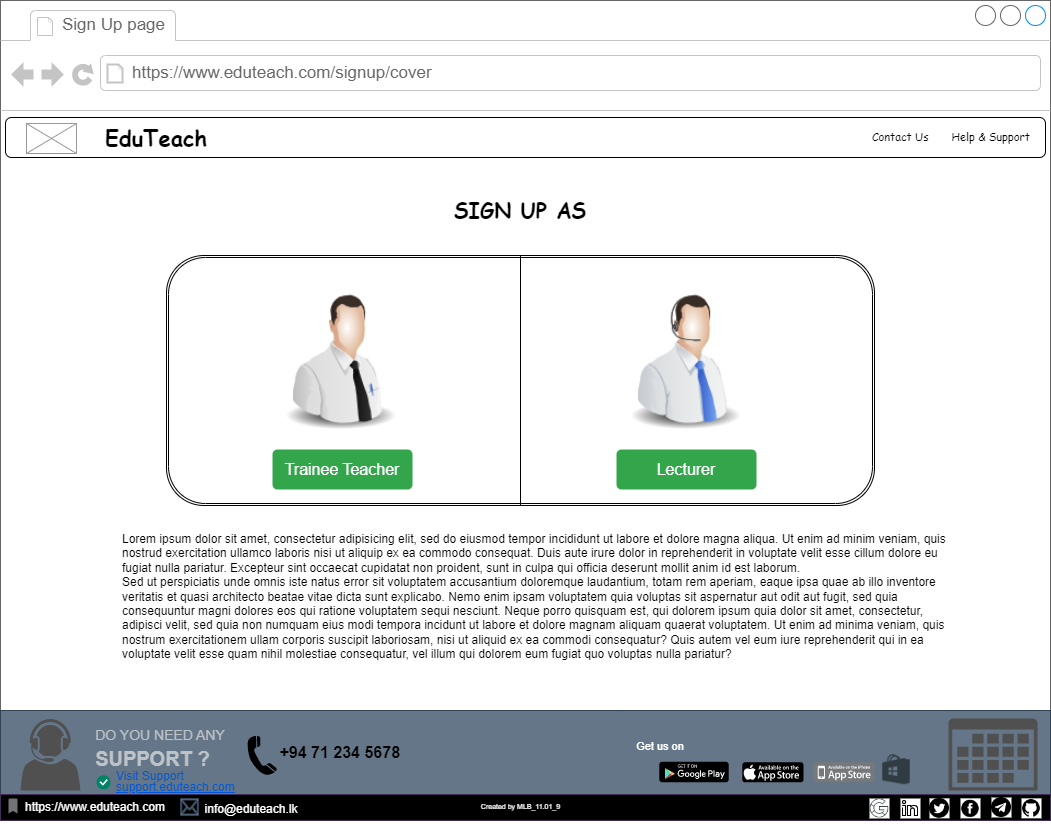 Sign Up page
https://www.eduteach.com/signup/cover
EduTeach
Contact Us
Help & Support
SIGN UP AS
Trainee Teacher
Lecturer
Lorem ipsum dolor sit amet, consectetur adipisicing elit, sed do eiusmod tempor incididunt ut labore et dolore magna aliqua. Ut enim ad minim veniam, quis
nostrud exercitation ullamco laboris nisi ut aliquip ex ea commodo consequat. Duis aute irure dolor in reprehenderit in voluptate velit esse cillum dolore eu
fugiat nulla pariatur. Excepteur sint occaecat cupidatat non proident, sunt in culpa qui officia deserunt mollit anim id est laborum.
Sed ut perspiciatis unde omnis iste natus error sit voluptatem accusantium doloremque laudantium, totam rem aperiam, eaque ipsa quae ab illo inventore
veritatis et quasi architecto beatae vitae dicta sunt explicabo. Nemo enim ipsam voluptatem quia voluptas sit aspernatur aut odit aut fugit, sed quia
consequuntur magni dolores eos qui ratione voluptatem sequi nesciunt. Neque porro quisquam est, qui dolorem ipsum quia dolor sit amet, consectetur,
adipisci velit, sed quia non numquam eius modi tempora incidunt ut labore et dolore magnam aliquam quaerat voluptatem. Ut enim ad minima veniam, quis
nostrum exercitationem ullam corporis suscipit laboriosam, nisi ut aliquid ex ea commodi consequatur? Quis autem vel eum iure reprehenderit qui in ea
voluptate velit esse quam nihil molestiae consequatur, vel illum qui dolorem eum fugiat quo voluptas nulla pariatur?
DO YOU NEED ANY
SUPPORT ?
Visit Support
support.eduteach.com
+94 71 234 5678
Get us on
GET IT ON
Google Play
Available on the
App Store
Available on the iPhone
App Store
https://www.eduteach.com
info@eduteach.lk
Created by MLB_11.01_9